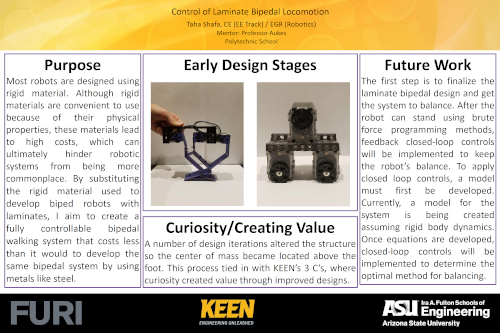 Control of Laminate Bipedal Locomotion
Taha Shafa, CE (EE Track) / EGR (Robotics)
Mentor: Professor Aukes
Polytechnic School
Purpose
Most robots are designed using
rigid material. Although rigid
materials are convenient to use
because of their physical
properties, these materials lead
to high costs, which can
ultimately hinder robotic
systems from being more
commonplace. By substituting
the rigid material used to
develop biped robots with
laminates, I aim to create a
fully controllable bipedal
walking system that costs less
than it would to develop the
same bipedal system by using
metals like steel.
Early Design Stages
Curiosity/Creating Value
A number of design iterations altered the structure
so the center of mass became located above the
foot. This process tied in with KEEN's 3 C's, where
curiosity created value through improved designs.
Future Work
The first step is to finalize the
laminate bipedal design and get
the system to balance. After the
robot can stand using brute
force programming methods,
feedback closed-loop controls
will be implemented to keep
the robot's balance. To apply
closed loop controls, a model
must first be developed.
Currently, a model for the
system is being created
assuming rigid body dynamics.
Once equations are developed,
closed-loop controls will be
implemented to determine the
optimal method for balancing.
FURI
KEEN
ENGINEERING UNLEASHED
ASU Ira A. Fulton Schools of
Engineering
Arizona State University